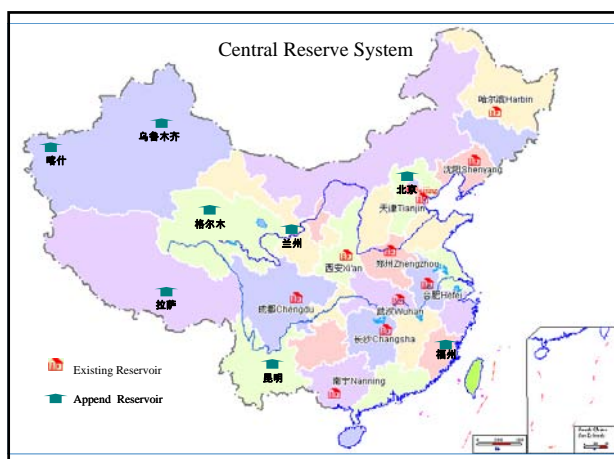 Central Reserve System
哈尔滨Harbin
乌鲁木齐
喀什
沈阳Shenyang
北京
天津Tianjin
格尔木
兰州
西安Xi'an
郑州Zhengzhou
合肥Hefei
拉萨
成都Chengdu
武汉Wuhan
长沙Changsha
福州
昆明
南宁Nanning
Existing Reservoir
Append Reservoir
South China